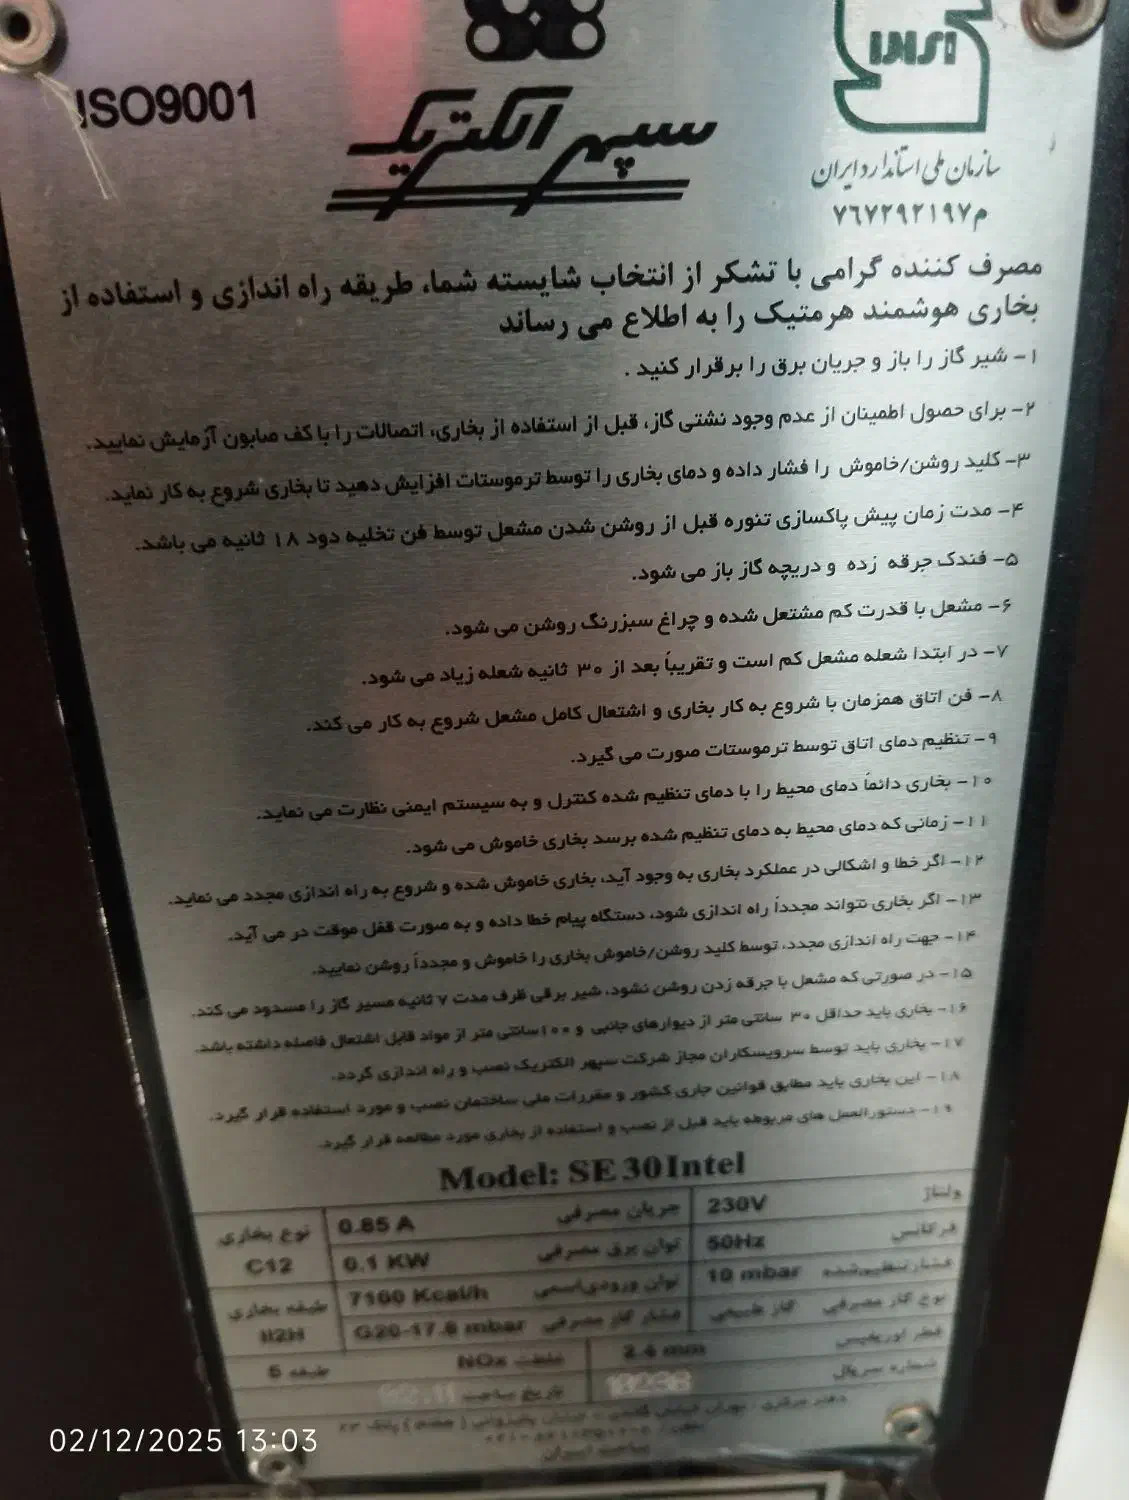 ISO9001
سپهر الکتریک
سازمان ملی استاندارد ایران
۷۶۷۲۹۲۱۹۷م
مصرف کننده گرامی با تشکر از انتخاب شایسته شما، طریقه راه اندازی و استفاده از
بخاری هوشمند هرمتیک را به اطلاع می رساند
۱- شیر گاز را باز و جریان برق را برقرار کنید .
۲- برای حصول اطمینان از عدم وجود نشتی گاز، قبل از استفاده از بخاری، اتصالات را با کف صابون آزمایش نمایید.
۳- کلید روشن/خاموش را فشار داده و دمای بخاری را توسط ترموستات افزایش دهید تا بخاری شروع به کار نماید.
۴- مدت زمان پیش پاکسازی تنوره قبل از روشن شدن مشعل توسط فن تخلیه دود ۱۸ ثانیه می باشد.
۵- فندک جرقه زده و دریچه گاز باز می شود.
۶- مشعل با قدرت کم مشتعل شده و چراغ سبزرنگ روشن می شود.
۷- در ابتدا شعله مشعل کم است و تقریباً بعد از ۳۰ ثانیه شعله زیاد می شود.
۸- فن اتاق همزمان با شروع به کار بخاری و اشتعال کامل مشعل شروع به کار می کند.
۹- تنظیم دمای اتاق توسط ترموستات صورت می گیرد.
۱۰- بخاری دائماً دمای محیط را با دمای تنظیم شده کنترل و به سیستم ایمنی نظارت می نماید.
۱۱- زمانی که دمای محیط به دمای تنظیم شده برسد بخاری خاموش می شود.
۱۲- اگر خطا و اشکالی در عملکرد بخاری به وجود آید، بخاری خاموش شده و شروع به راه اندازی مجدد می نماید.
۱۳- اگر بخاری نتواند مجدداً راه اندازی شود، دستگاه پیام خطا داده و به صورت قفل موقت در می آید.
۱۴- جهت راه اندازی مجدد، توسط کلید روشن/خاموش بخاری را خاموش و مجدداً روشن نمایید.
۱۵- در صورتی که مشعل با جرقه زدن روشن نشود، شیر برقی ظرف مدت ۷ ثانیه مسیر گاز را مسدود می کند.
۱۶- بخاری باید حداقل ۳۰ سانتی متر از دیوارهای جانبی و ۱۰۰سانتی متر از مواد قابل اشتعال فاصله داشته باشد.
۱۷- بخاری باید توسط سرویسکاران مجاز شرکت سپهر الکتریک نصب و راه اندازی گردد.
۱۸- این بخاری باید مطابق قوانین جاری کشور و مقررات ملی ساختمان نصب و مورد استفاده قرار گیرد.
۱۹- دستورالعمل های مربوطه باید قبل از نصب و استفاده از بخاری مورد مطالعه قرار گیرد.
Model: SE30Intel
ولتاژ 230V جریان مصرفی 0.85 A نوع بخاری
فرکانس 50Hz توان برق مصرفی 0.1 KW C12
فشار تنظیم شده 10 mbar توان ورودی اسمی 7100 Kcal/h طبقه بخاری
نوع گاز مصرفی گاز طبیعی فشار گاز مصرفی G20-17.8 mbar II2H
قطر اوریفیس 2.4 mm غلظت NOx طبقه 5
شماره سریال تاریخ ساخت
دفتر مرکزی: تهران
ساخت ایران
02/12/2025 13:03